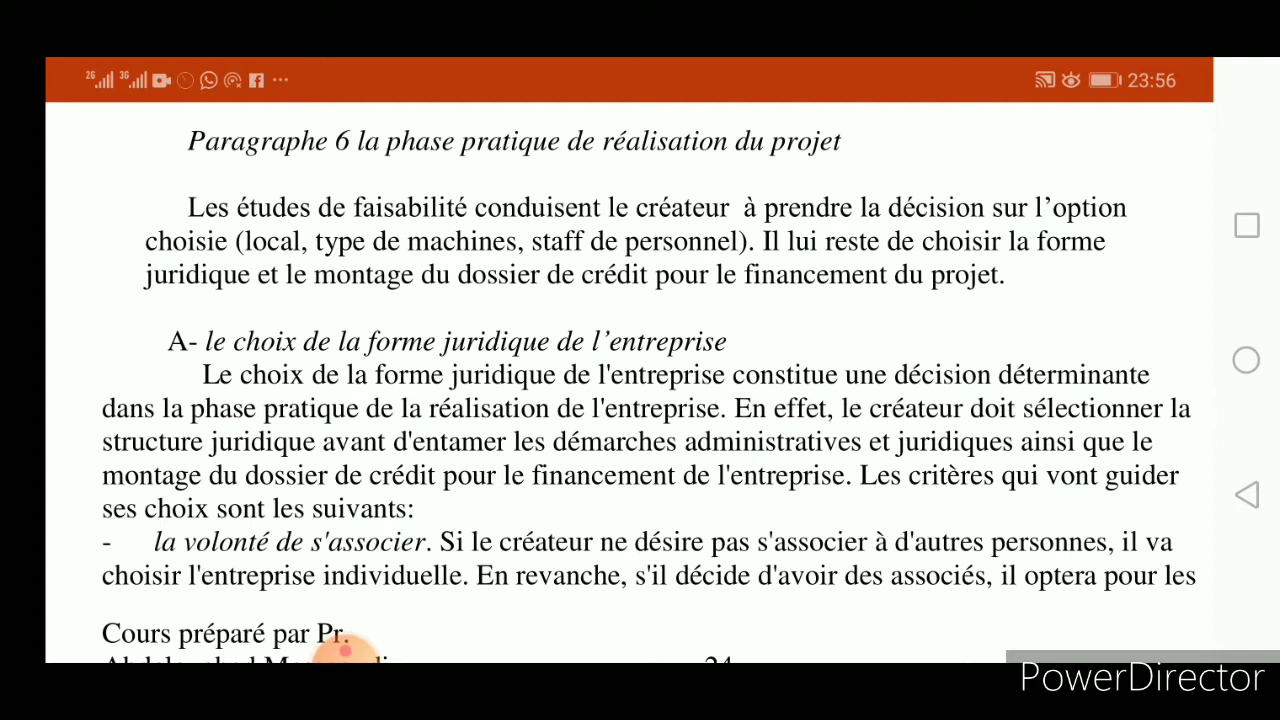 2G 3G 23:56
Paragraphe 6 la phase pratique de réalisation du projet
Les études de faisabilité conduisent le créateur à prendre la décision sur l’option
choisie (local, type de machines, staff de personnel). Il lui reste de choisir la forme
juridique et le montage du dossier de crédit pour le financement du projet.
A- le choix de la forme juridique de l’entreprise
Le choix de la forme juridique de l'entreprise constitue une décision déterminante
dans la phase pratique de la réalisation de l'entreprise. En effet, le créateur doit sélectionner la
structure juridique avant d'entamer les démarches administratives et juridiques ainsi que le
montage du dossier de crédit pour le financement de l'entreprise. Les critères qui vont guider
ses choix sont les suivants:
- la volonté de s'associer. Si le créateur ne désire pas s'associer à d'autres personnes, il va
choisir l'entreprise individuelle. En revanche, s'il décide d'avoir des associés, il optera pour les
Cours préparé par Pr.
24
PowerDirector